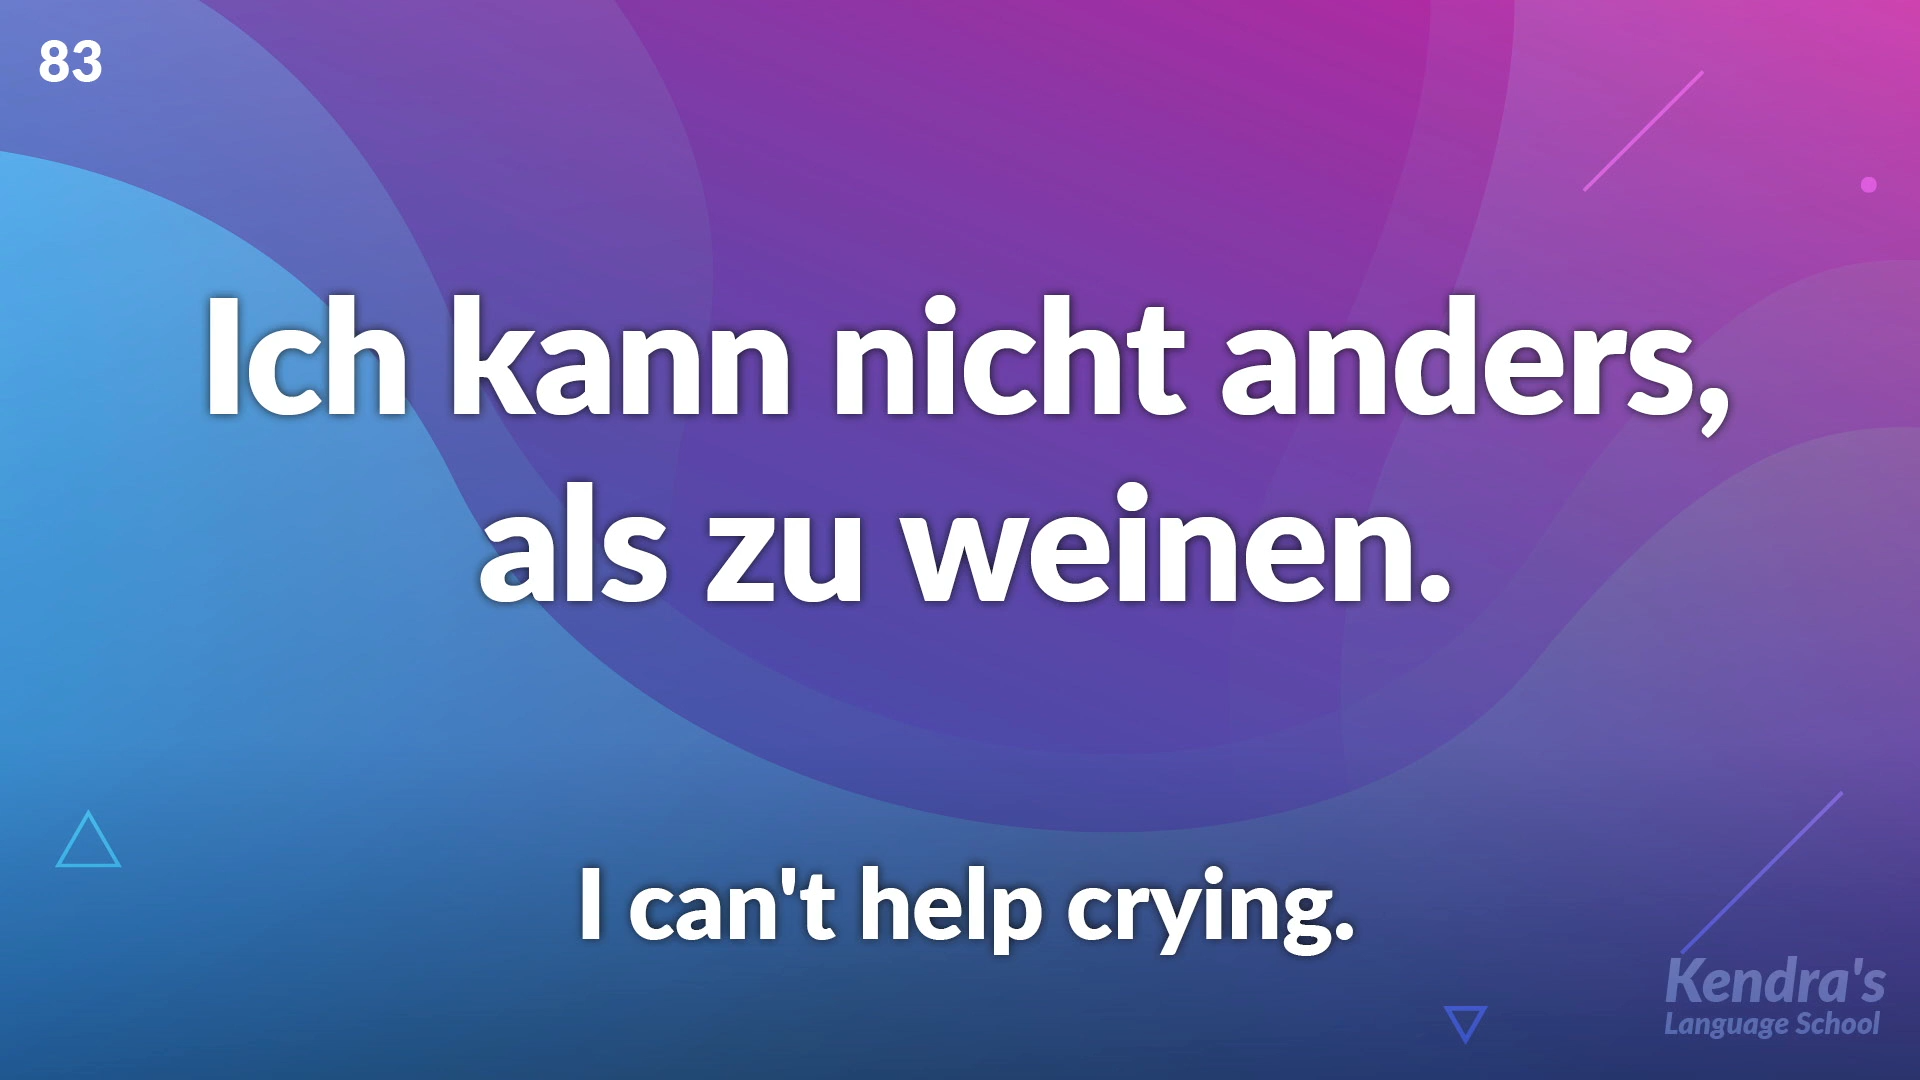 83
Ich kann nicht anders,
als zu weinen.
I can't help crying.
Kendra's
Language School